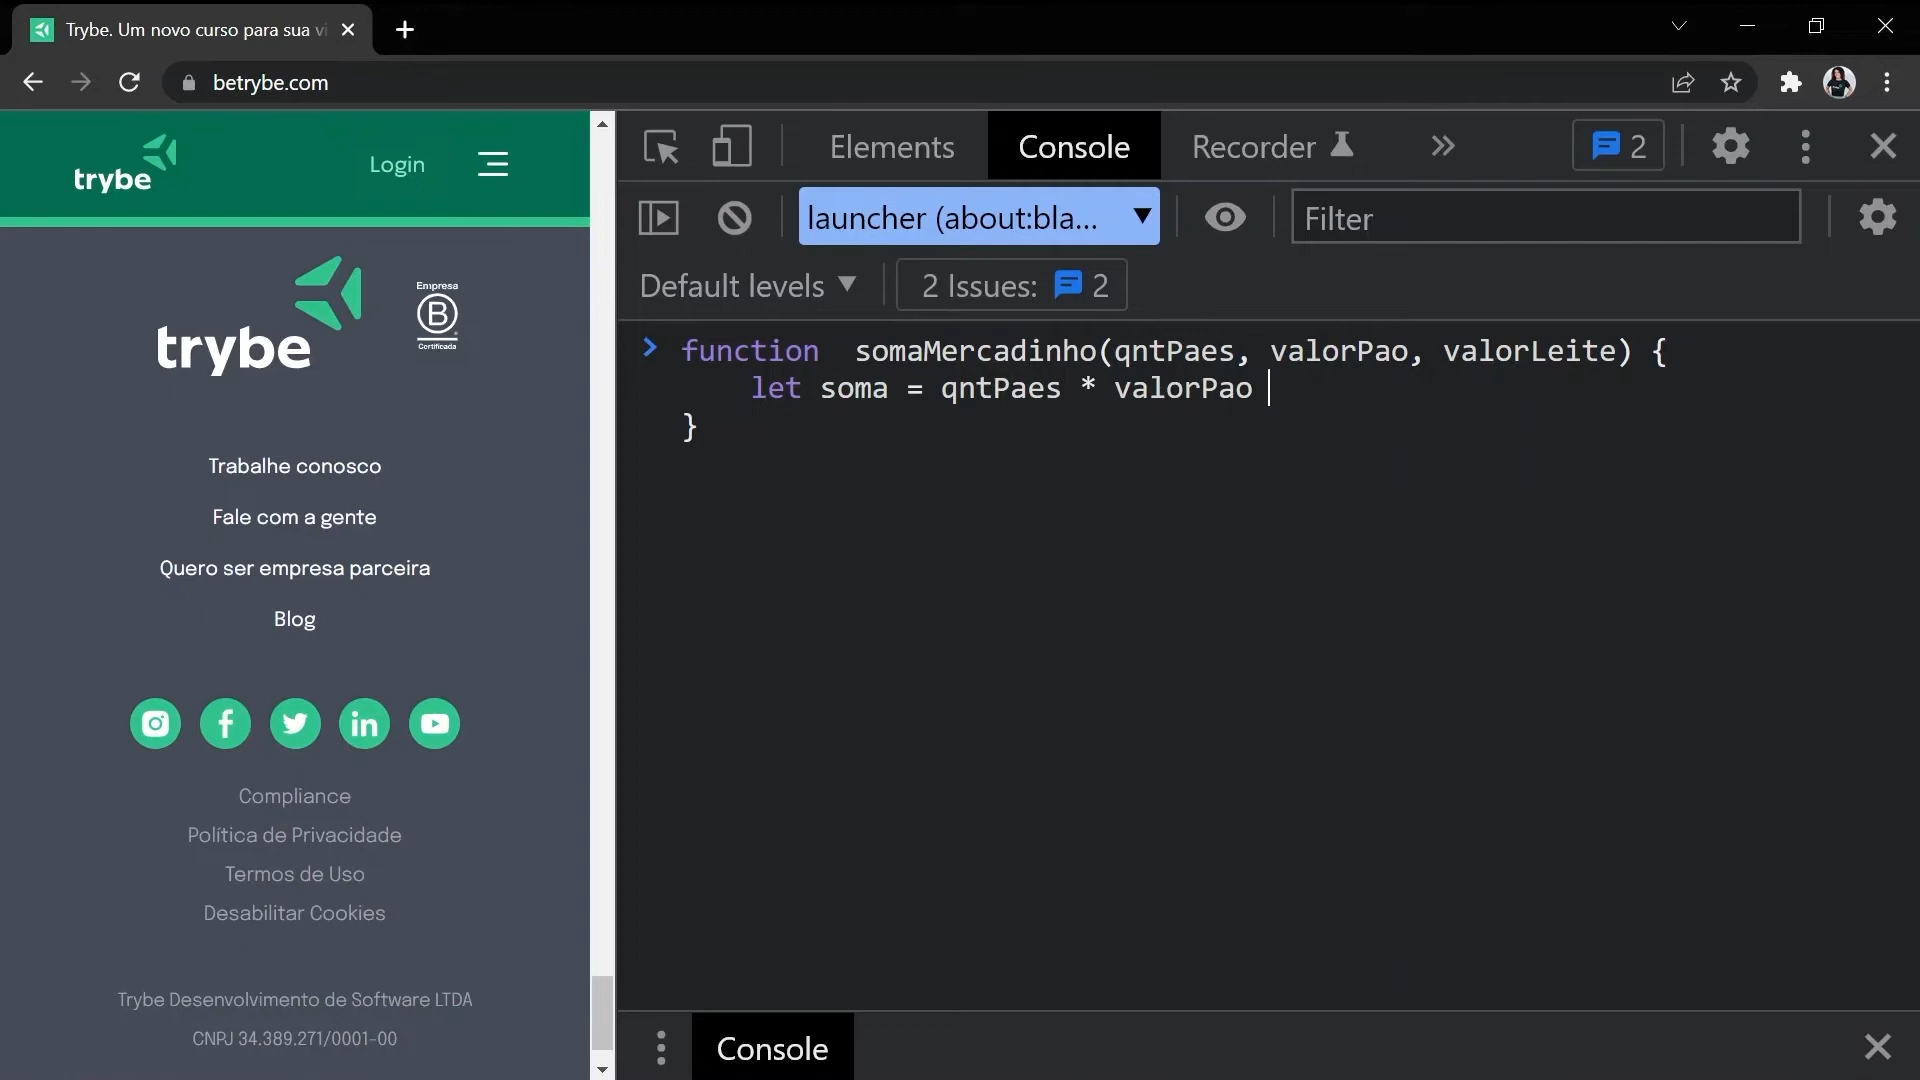 Trybe. Um novo curso para sua vi
betrybe.com
trybe
Login
trybe
Empresa
B
Certificada
Trabalhe conosco
Fale com a gente
Quero ser empresa parceira
Blog
Compliance
Política de Privacidade
Termos de Uso
Desabilitar Cookies
Trybe Desenvolvimento de Software LTDA
CNPJ 34.389.271/0001-00
Elements
Console
Recorder
2
launcher (about:bla...
Filter
Default levels
2 Issues: 2
function  somaMercadinho(qntPaes, valorPao, valorLeite) {
    let soma = qntPaes * valorPao
}
Console